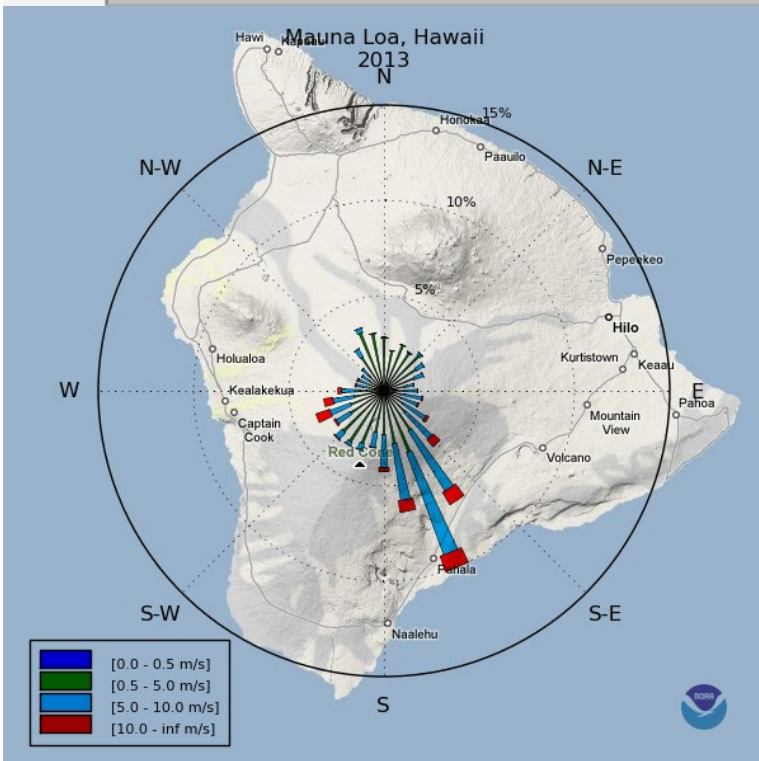 Mauna Loa, Hawaii
2013
N
Hawi
15%
Honokaa
Paauilo
N-W
N-E
10%
Pepeekeo
5%
Hilo
Holualoa
Kurtistown
Keaau
W
E
Kealakekua
Pahoa
Captain
Cook
Mountain
View
Red Cone
Volcano
Pahala
S-W
S-E
Naalehu
S
[0.0 - 0.5 m/s]
[0.5 - 5.0 m/s]
[5.0 - 10.0 m/s]
[10.0 - inf m/s]
NOAA